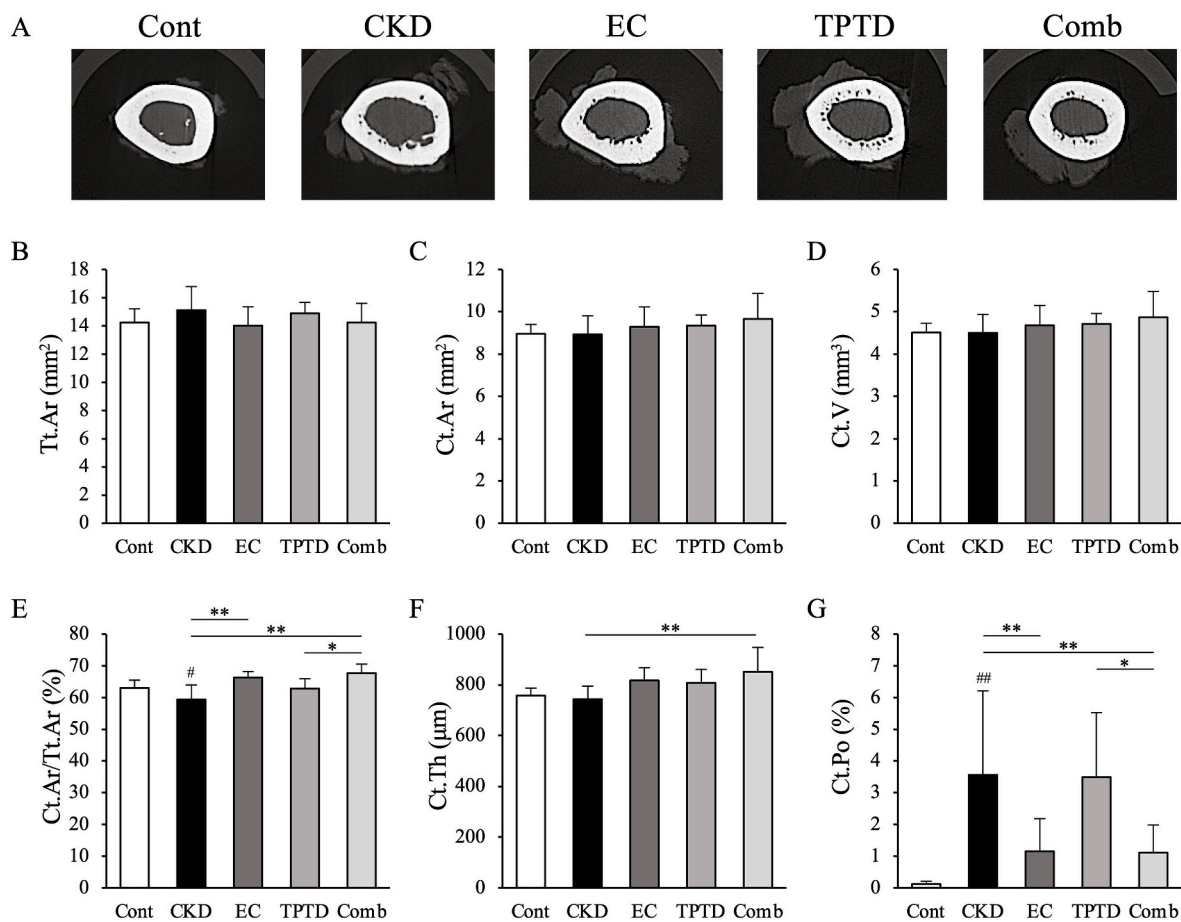 A
Cont CKD EC TPTD Comb
B
Tt.Ar (mm²)
18
16
14
12
10
8
6
4
2
0
Cont CKD EC TPTD Comb
C
Ct.Ar (mm²)
12
10
8
6
4
2
0
Cont CKD EC TPTD Comb
D
Ct.V (mm³)
6
5
4
3
2
1
0
Cont CKD EC TPTD Comb
E
Ct.Ar/Tt.Ar (%)
80
70
60
50
40
30
20
10
0
**
**
*
#
Cont CKD EC TPTD Comb
F
Ct.Th (μm)
1000
800
600
400
200
0
**
Cont CKD EC TPTD Comb
G
Ct.Po (%)
8
7
6
5
4
3
2
1
0
**
**
*
##
Cont CKD EC TPTD Comb